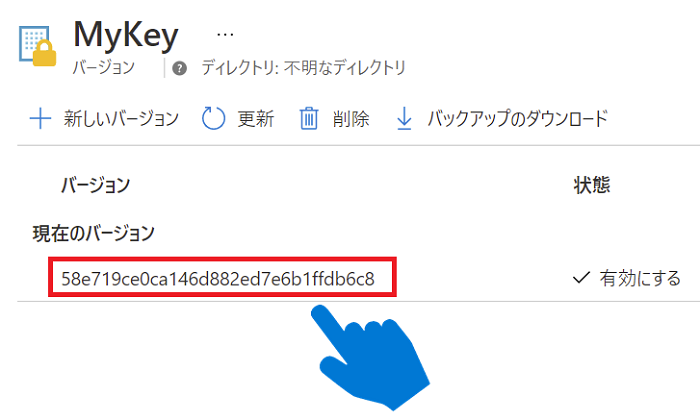 MyKey ...
バージョン ? ディレクトリ: 不明なディレクトリ
新しいバージョン 更新 削除 バックアップのダウンロード
バージョン 状態
現在のバージョン
58e719ce0ca146d882ed7e6b1ffdb6c8 有効にする